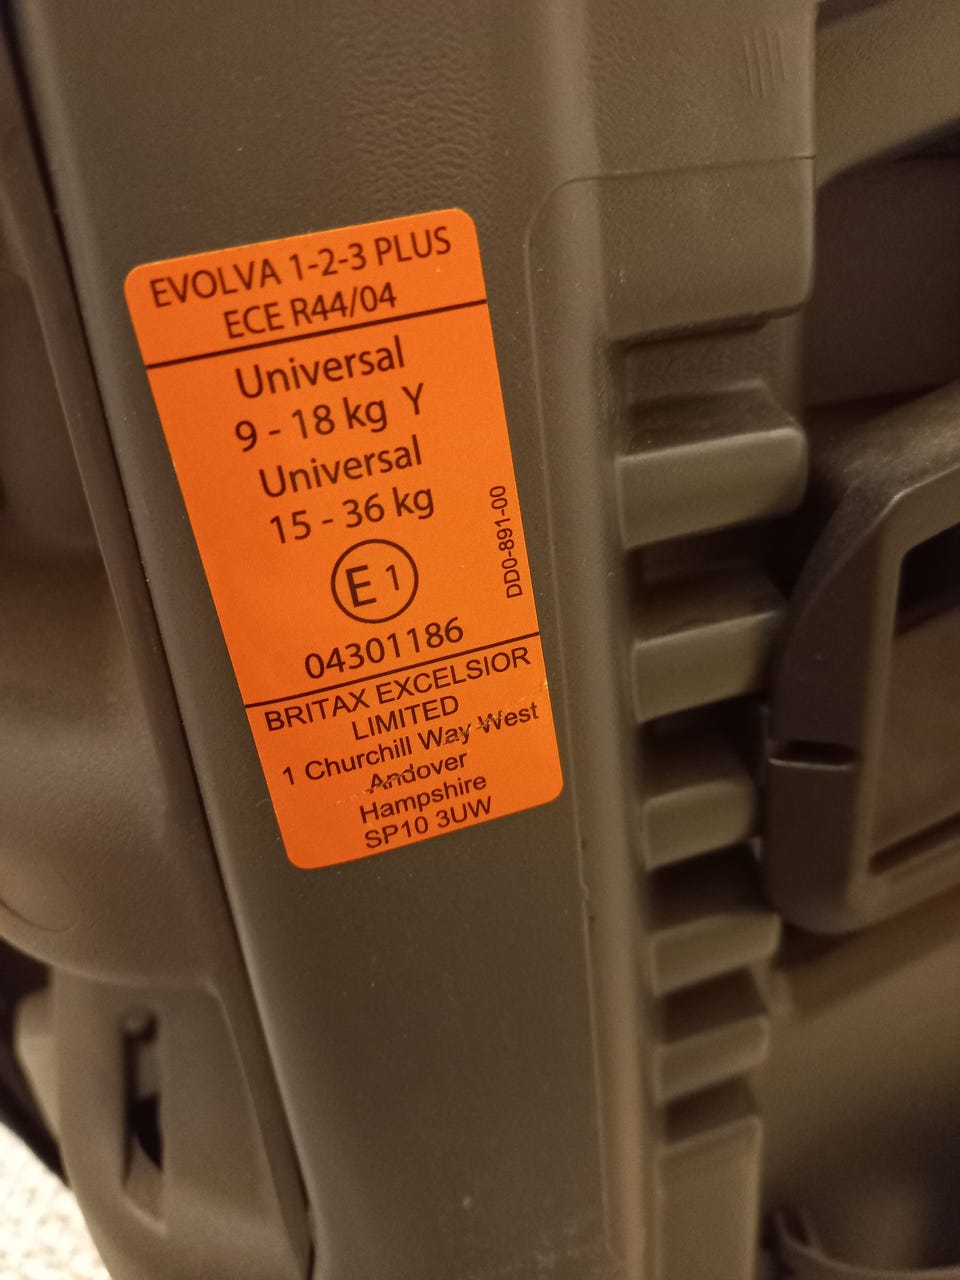 EVOLVA 1-2-3 PLUS
ECE R44/04
Universal
9 - 18 kg Y
Universal
15 - 36 kg
E 1
04301186
DD0-891-00
BRITAX EXCELSIOR
LIMITED
1 Churchill Way West
Andover
Hampshire
SP10 3UW